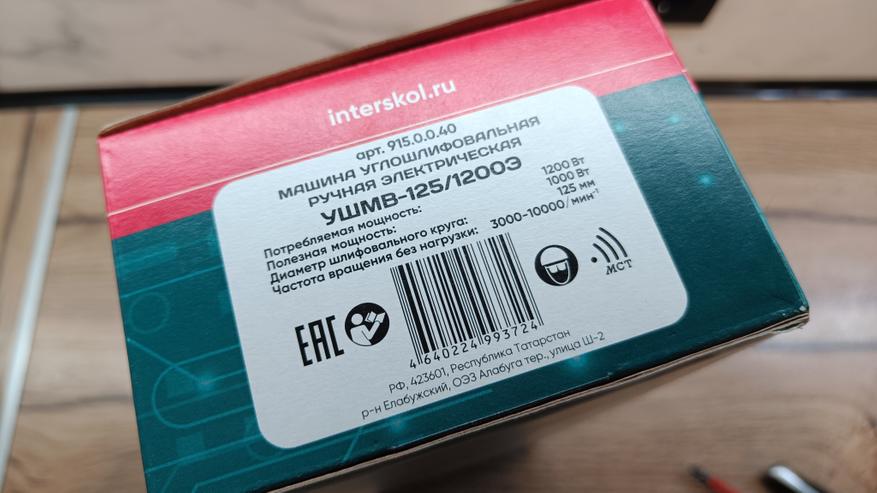 interskol.ru
арт. 915.0.0.40
МАШИНА УГЛОШЛИФОВАЛЬНАЯ
РУЧНАЯ ЭЛЕКТРИЧЕСКАЯ
УШМВ-125/1200Э
Потребляемая мощность: 1200 Вт
Полезная мощность: 1000 Вт
Диаметр шлифовального круга: 125 мм
Частота вращения без нагрузки: 3000-10000/мин⁻¹
ЕАС
МСТ
4 640224 993724
РФ, 423601, Республика Татарстан
р-н Елабужский, ОЭЗ Алабуга тер., улица Ш-2